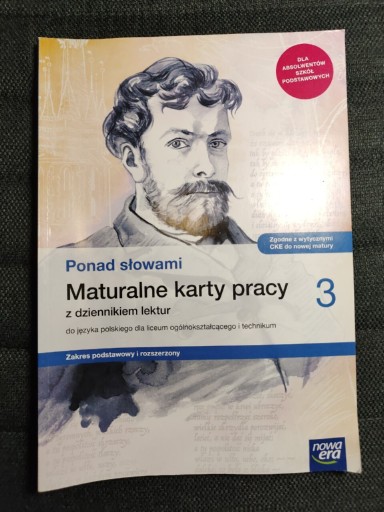 DLA
ABSOLWENTÓW
SZKÓŁ
PODSTAWOWYCH
Zgodne z wytycznymi
CKE do nowej matury
Ponad słowami
Maturalne karty pracy 3
z dziennikiem lektur
do języka polskiego dla liceum ogólnokształcącego i technikum
Zakres podstawowy i rozszerzony
nowa
era